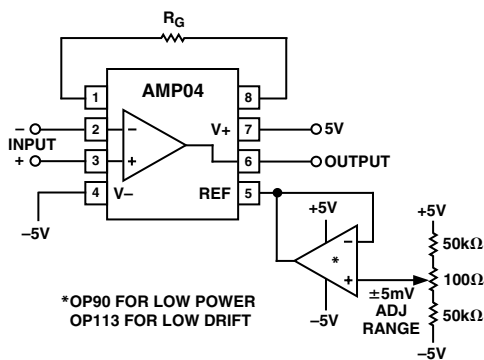 RG
AMP04
1
8
– 2 – V+ 7 5V
INPUT
+ 3 + 6 OUTPUT
4 V– REF 5
–5V
+5V
–
*
+
–5V
±5mV
ADJ
RANGE
+5V
50kΩ
100Ω
50kΩ
–5V
*OP90 FOR LOW POWER
OP113 FOR LOW DRIFT